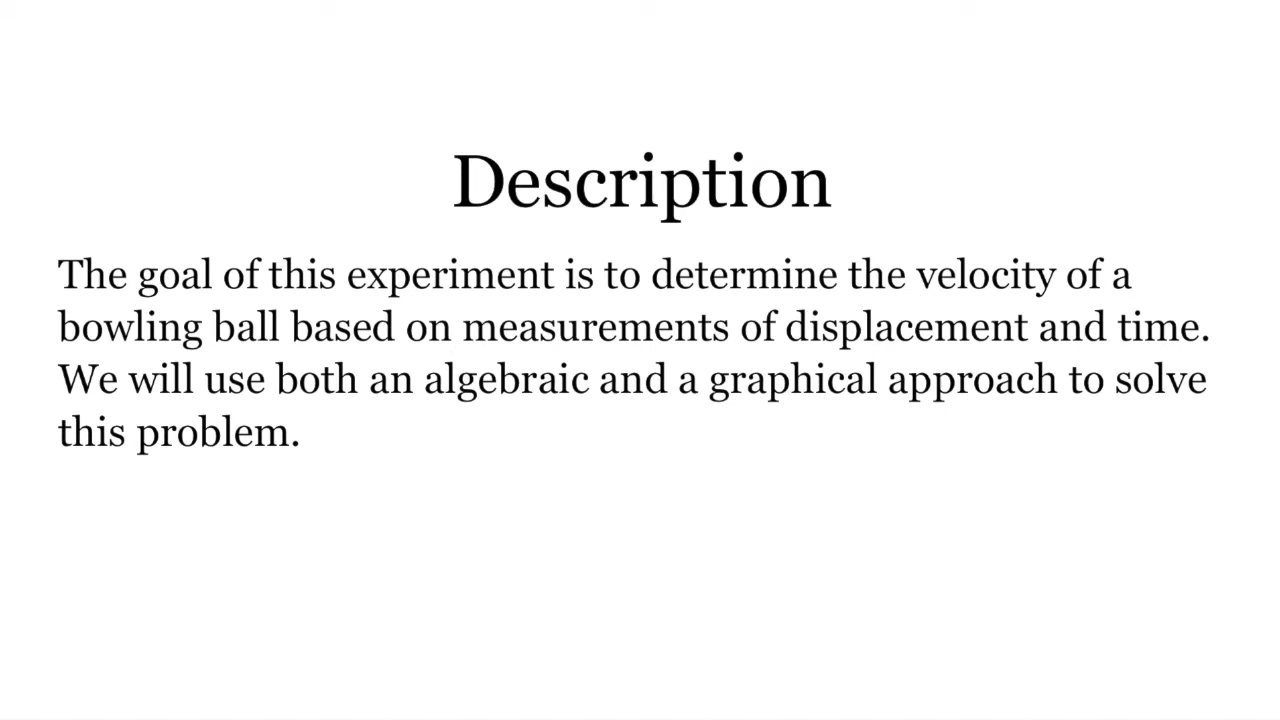 Description
The goal of this experiment is to determine the velocity of a
bowling ball based on measurements of displacement and time.
We will use both an algebraic and a graphical approach to solve
this problem.